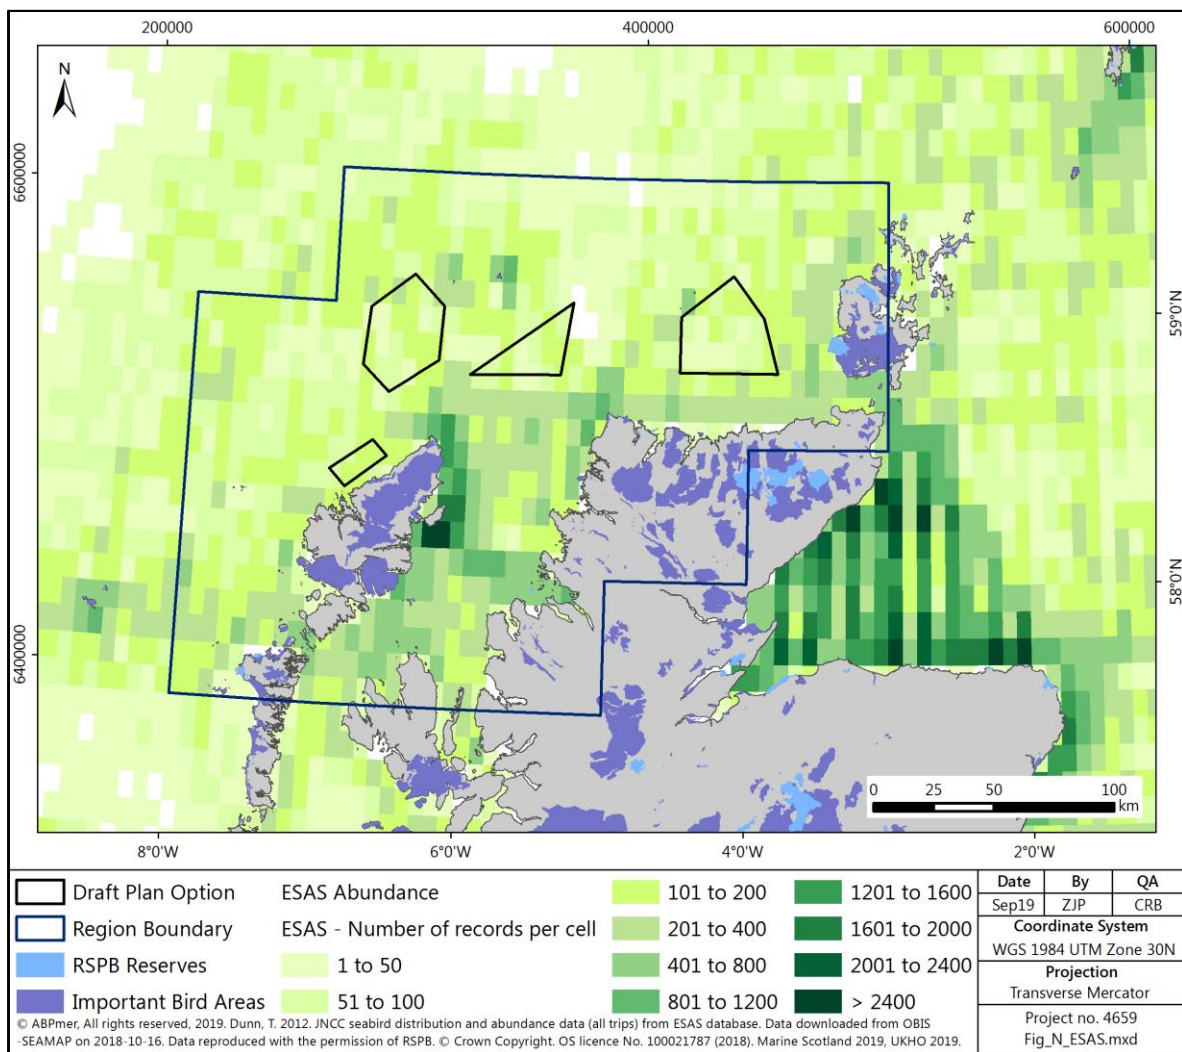 200000 400000 600000
N
6600000
6400000
59°0'N
58°0'N
0 25 50 100
km
8°0'W 6°0'W 4°0'W 2°0'W
Draft Plan Option
Region Boundary
RSPB Reserves
Important Bird Areas
ESAS Abundance
ESAS - Number of records per cell
1 to 50
51 to 100
101 to 200
201 to 400
401 to 800
801 to 1200
1201 to 1600
1601 to 2000
2001 to 2400
> 2400
Date By QA
Sep19 ZJP CRB
Coordinate System
WGS 1984 UTM Zone 30N
Projection
Transverse Mercator
Project no. 4659
Fig_N_ESAS.mxd
© ABPmer, All rights reserved, 2019. Dunn, T. 2012. JNCC seabird distribution and abundance data (all trips) from ESAS database. Data downloaded from OBIS
-SEAMAP on 2018-10-16. Data reproduced with the permission of RSPB. © Crown Copyright. OS licence No. 100021787 (2018). Marine Scotland 2019, UKHO 2019.